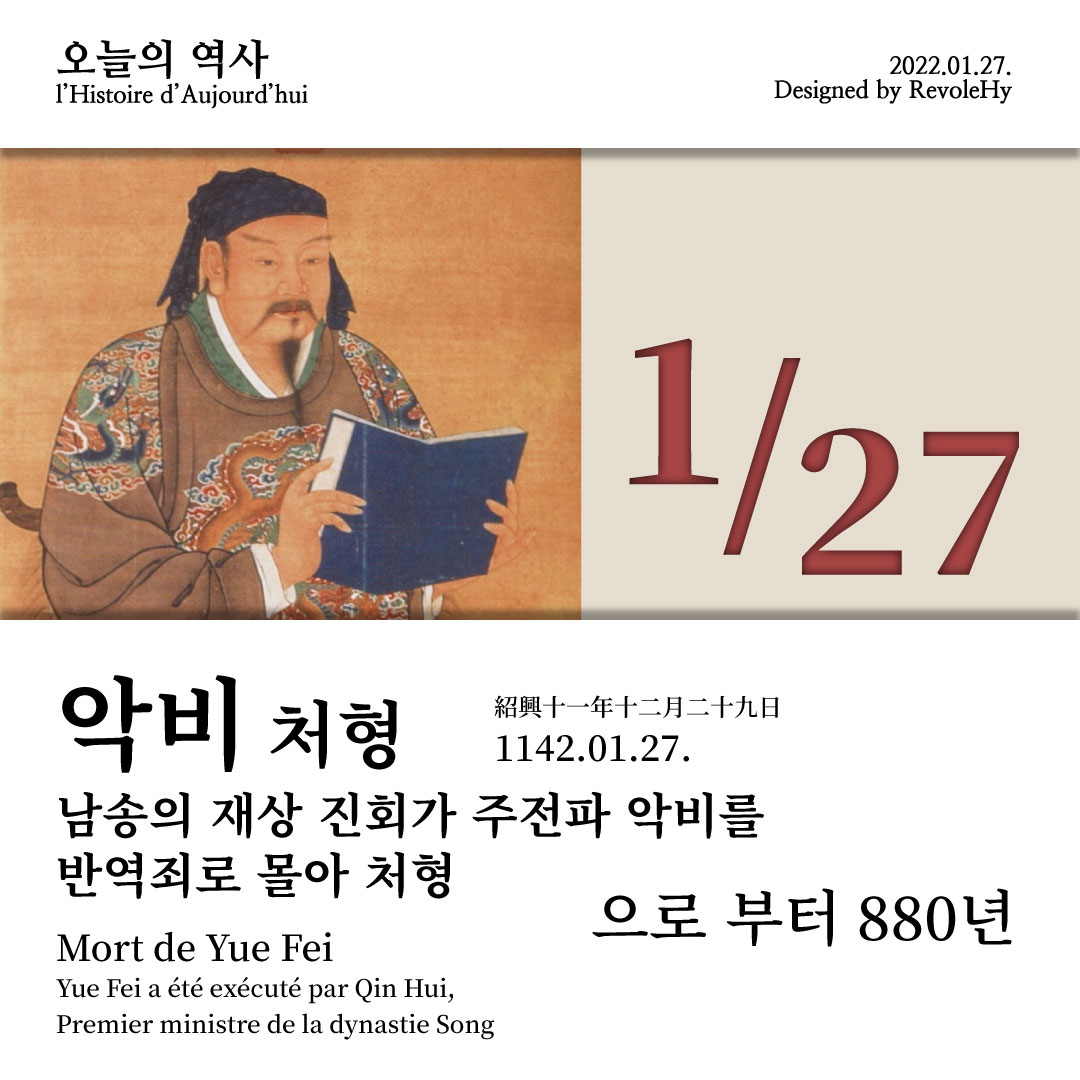 오늘의 역사
l’Histoire d’Aujourd’hui
2022.01.27.
Designed by RevoleHy
1/27
악비 처형
紹興十一年十二月二十九日
1142.01.27.
남송의 재상 진회가 주전파 악비를
반역죄로 몰아 처형
으로 부터 880년
Mort de Yue Fei
Yue Fei a été exécuté par Qin Hui,
Premier ministre de la dynastie Song